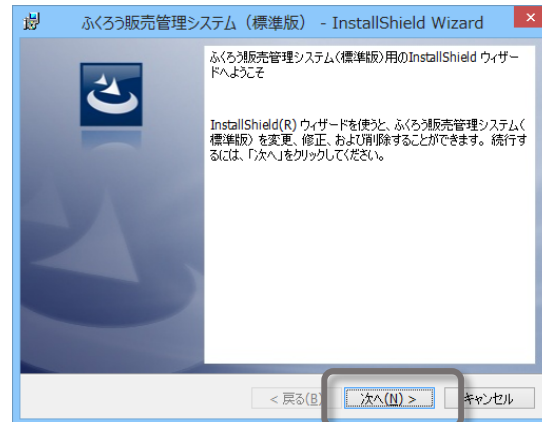 ふくろう販売管理システム（標準版） - InstallShield Wizard
ふくろう販売管理システム(標準版)用のInstallShield ウィザー
ドへようこそ
InstallShield(R) ウィザードを使うと、ふくろう販売管理システム(
標準版) を変更、修正、および削除することができます。続行す
るには、「次へ」をクリックしてください。
< 戻る(B) 次へ(N) > キャンセル